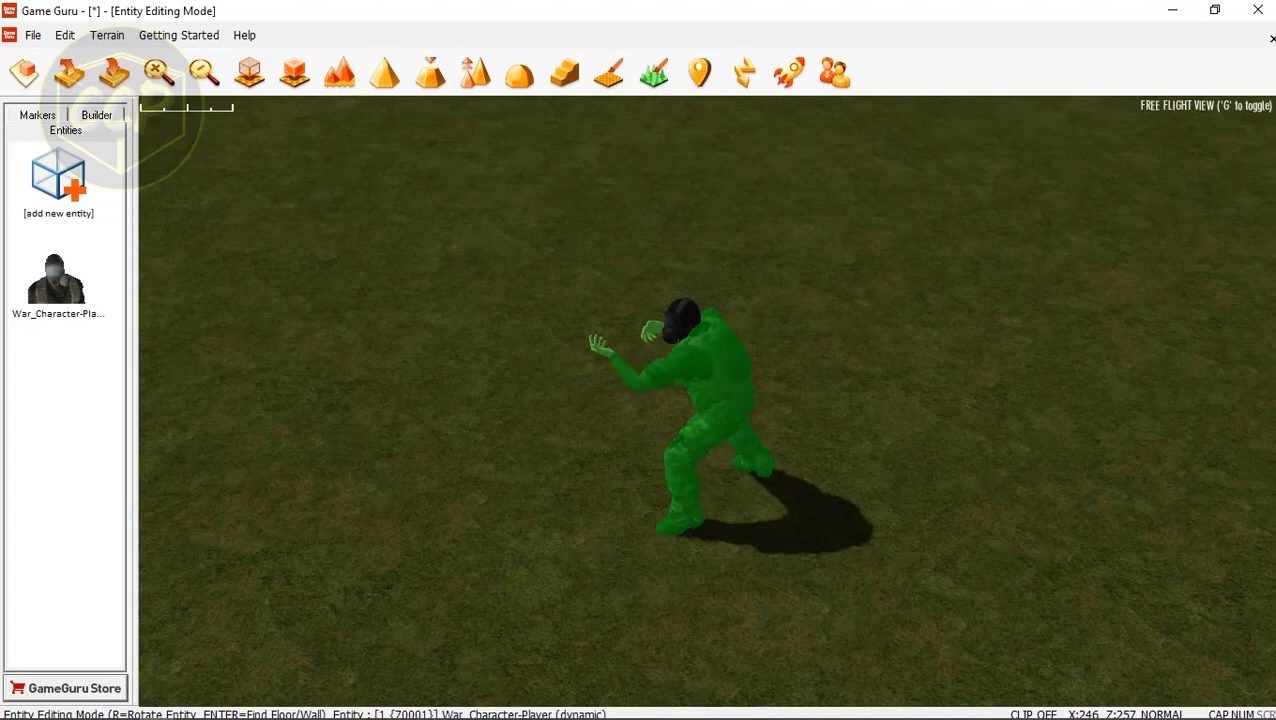 Game Guru - [*] - [Entity Editing Mode]
File Edit Terrain Getting Started Help
FREE FLIGHT VIEW ('G' to toggle)
Markers Builder
Entities
[add new entity]
War_Character-Pla...
GameGuru Store
Entity Editing Mode (R=Rotate Entity, ENTER=Find Floor/Wall) Entity : [1 {70001}] War_Character-Player (dynamic) CLIP OFF X:246 Z:257 NORMAL CAP NUM SCR